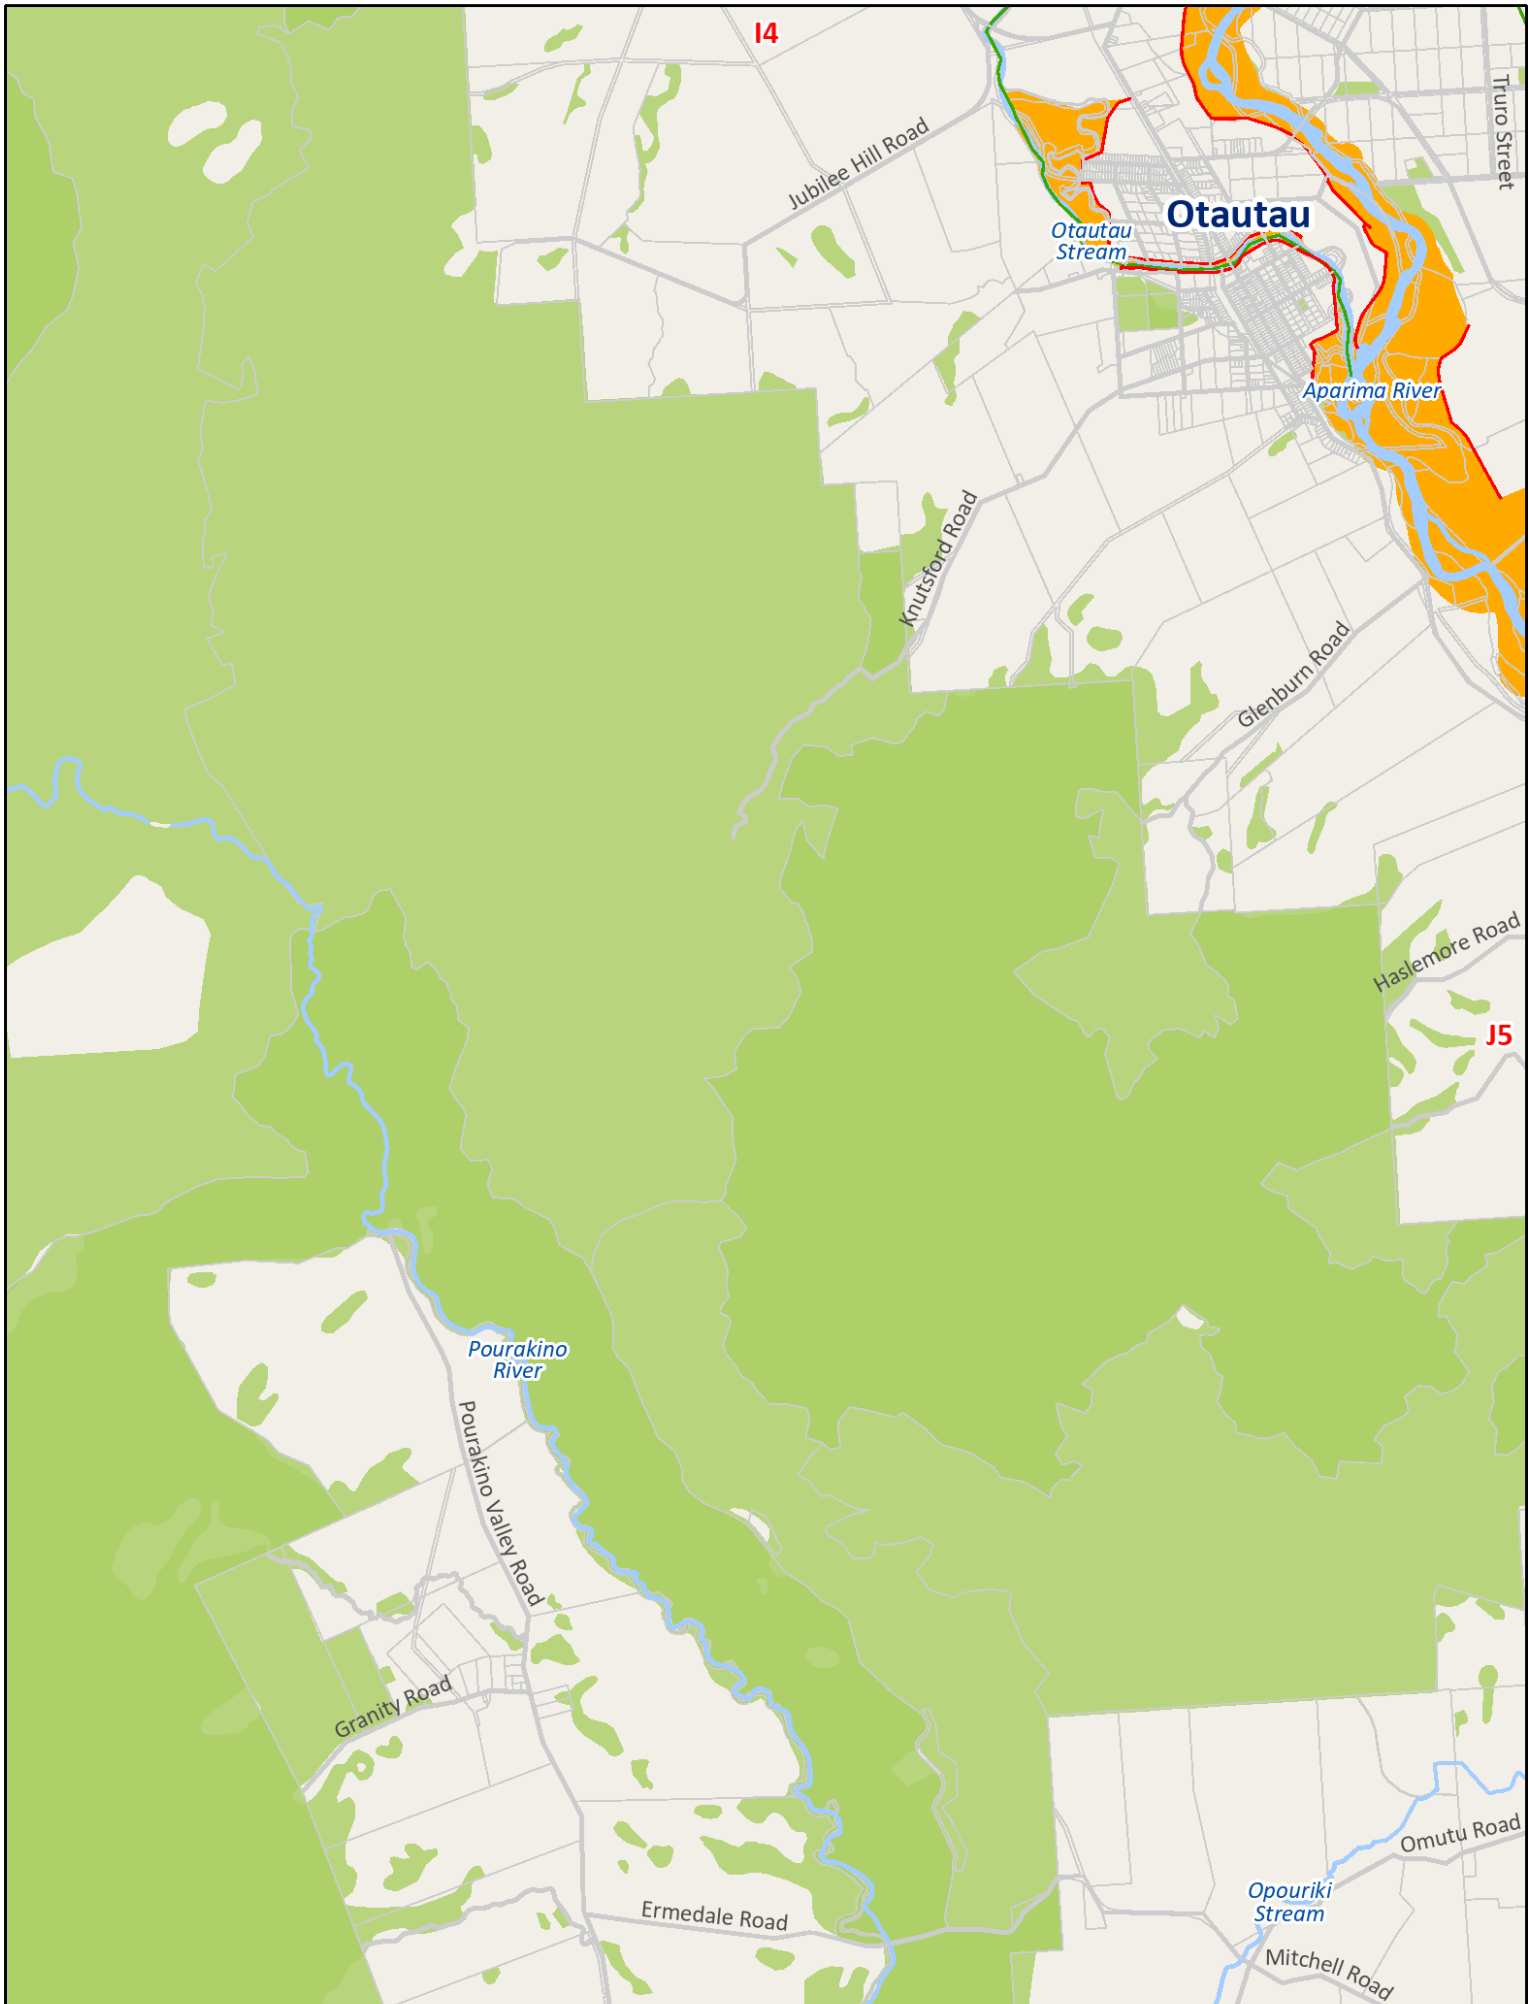 I4
Truro Street
Jubilee Hill Road
Otautau
Otautau
Stream
Aparima River
Knutsford Road
Glenburn Road
Haslemore Road
J5
Pourakino
River
Pourakino Valley Road
Granity Road
Omutu Road
Opouriki
Stream
Ermedale Road
Mitchell Road